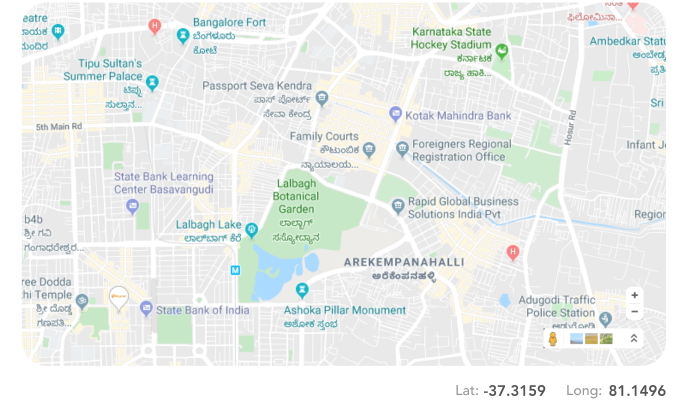 eatre
ಾಯಕ
ಮಂದಿರ
H
Bangalore Fort
ಬೆಂಗಳೂರು
ಕೋಟೆ
Tipu Sultan's
Summer Palace
ಟಿಪ್ಪು
ಸುಲ್ತಾನ...
Karnataka State
Hockey Stadium
ಕರ್ನಾಟಕ
ರಾಜ್ಯ ಹಾಕಿ...
ಫಿಲೋಮಿನಾ...
Ambedkar Statu
ಅಂಬೇಡ್ಕ
ಪ್ರತಿ
Passport Seva Kendra
ಪಾಸ್ ಪೋರ್ಟ್
ಸೇವಾ ಕೇಂದ್ರ
Kotak Mahindra Bank
Sri
5th Main Rd
Hosur Rd
Family Courts
ಕೌಟುಂಬಿಕ
ನ್ಯಾಯಾಲಯ...
Foreigners Regional
Registration Office
Infant J
State Bank Learning
Center Basavangudi
Lalbagh
Botanical
Garden
ಲಾಲ್ಬಾಗ್
ಸಸ್ಯೋದ್ಯಾನ
Rapid Global Business
Solutions India Pvt
Region
b4b
ಶ್ರೀ ಗವಿ
ಗಂಗಾಧರೇಶ್ವರ...
Lalbagh Lake
ಲಾಲ್‌ಬಾಗ್ ಕೆರೆ
H
AREKEMPANAHALLI
ಅರೆಕೆಂಪನಹಳ್ಳಿ
M
ree Dodda
hi Temple
ಶ್ರೀ ದೊಡ್ಡ
ಗಣಪತಿ...
State Bank of India
Ashoka Pillar Monument
ಅಶೋಕ ಸ್ತಂಭ
Adugodi Traffic
Police Station
+
−
Lat: -37.3159 Long: 81.1496